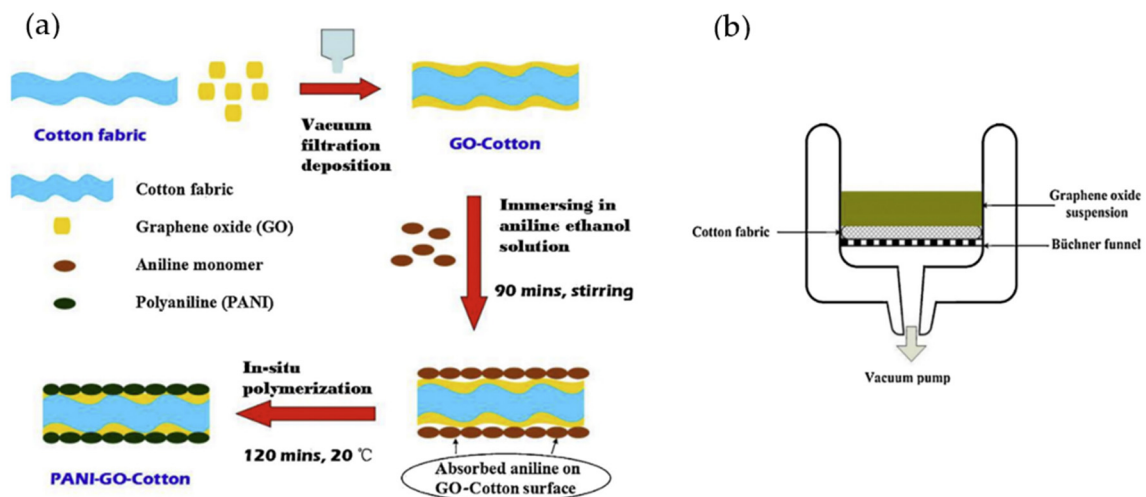 (a)
Cotton fabric
Vacuum
filtration
deposition
GO-Cotton
Cotton fabric
Graphene oxide (GO)
Aniline monomer
Polyaniline (PANI)
Immersing in
aniline ethanol
solution
90 mins, stirring
In-situ
polymerization
120 mins, 20 ℃
PANI-GO-Cotton
Absorbed aniline on
GO-Cotton surface
(b)
Graphene oxide
suspension
Cotton fabric
Büchner funnel
Vacuum pump